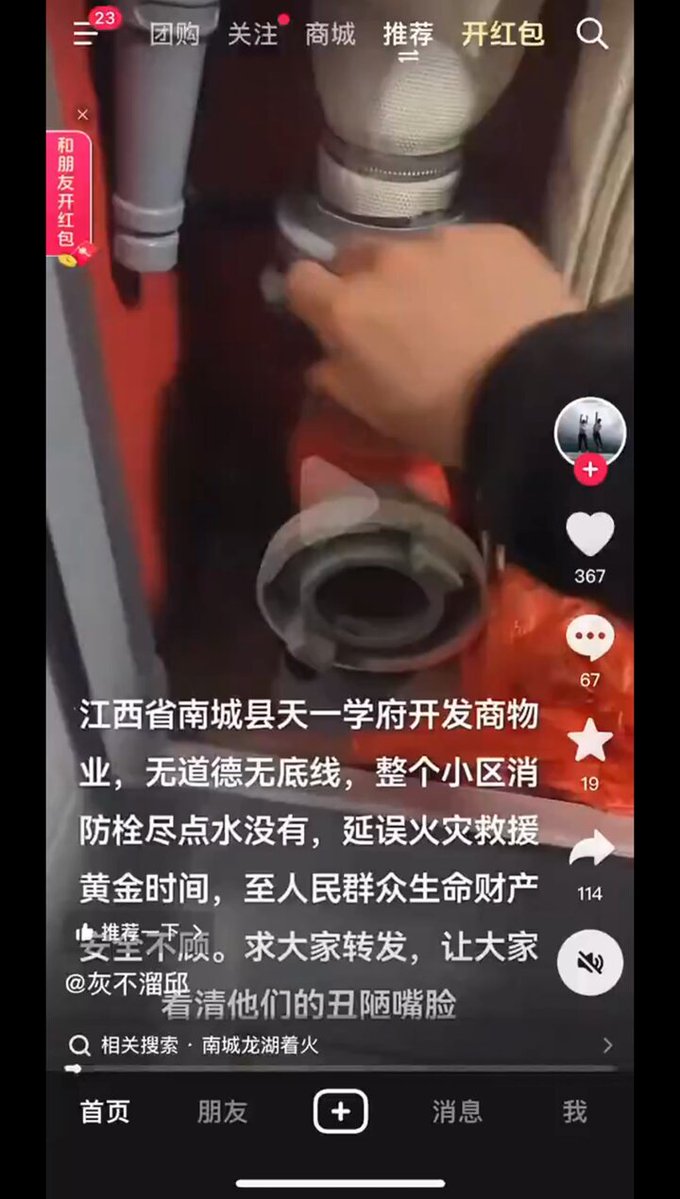 23
团购 关注 商城 推荐 开红包
和朋友开红包
367
67
19
114
江西省南城县天一学府开发商物
业，无道德无底线，整个小区消
防栓尽点水没有，延误火灾救援
黄金时间，至人民群众生命财产
安全不顾。求大家转发，让大家
看清他们的丑陋嘴脸
推荐一下
@灰不溜邱
相关搜索 · 南城龙湖着火
首页 朋友 消息 我